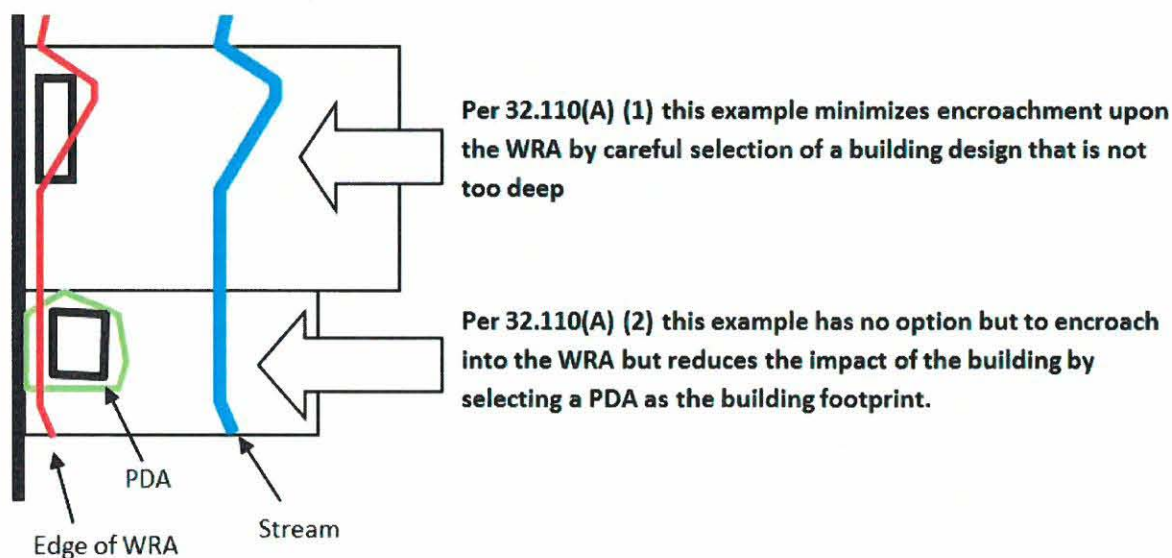 Per 32.110(A) (1) this example minimizes encroachment upon
the WRA by careful selection of a building design that is not
too deep
Per 32.110(A) (2) this example has no option but to encroach
into the WRA but reduces the impact of the building by
selecting a PDA as the building footprint.
PDA
Stream
Edge of WRA